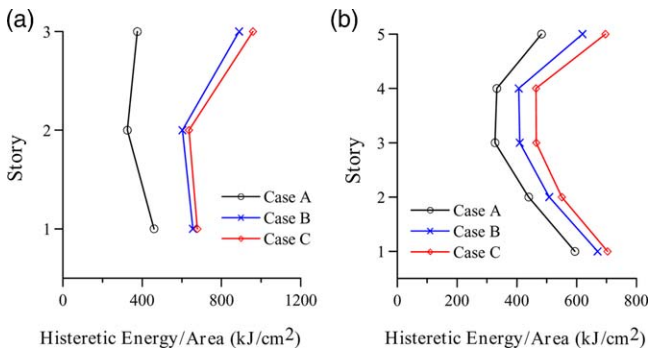 (a)
3
2
1
Story
Case A
Case B
Case C
0 400 800 1200
Histeretic Energy/Area (kJ/cm2)
(b)
5
4
3
2
1
Story
Case A
Case B
Case C
0 200 400 600 800
Histeretic Energy/Area (kJ/cm2)